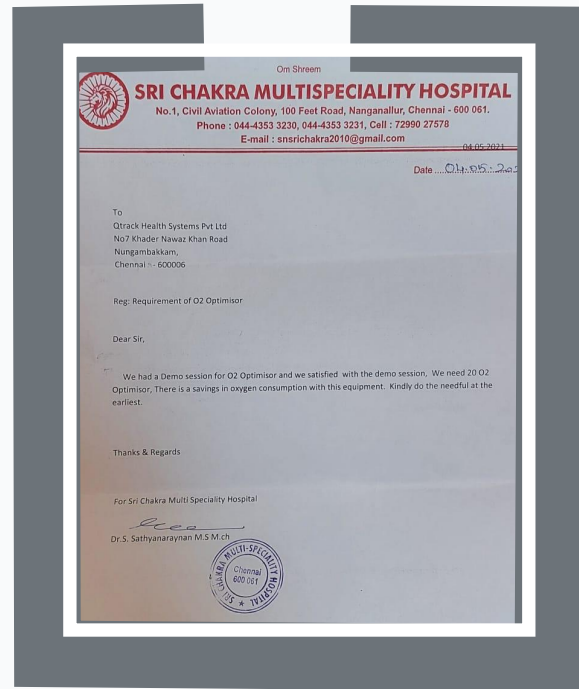 Om Shreem
SRI CHAKRA MULTISPECIALITY HOSPITAL
No.1, Civil Aviation Colony, 100 Feet Road, Nanganallur, Chennai - 600 061.
Phone : 044-4353 3230, 044-4353 3231, Cell : 72990 27578
E-mail : snsrichakra2010@gmail.com
04.05.2021
Date .... 04.05.202
To
Qtrack Health Systems Pvt Ltd
No7 Khader Nawaz Khan Road
Nungambakkam,
Chennai - 600006
Reg: Requirement of O2 Optimisor
Dear Sir,
We had a Demo session for O2 Optimisor and we satisfied with the demo session, We need 20 O2
Optimisor, There is a savings in oxygen consumption with this equipment. Kindly do the needful at the
earliest.
Thanks & Regards
For Sri Chakra Multi Speciality Hospital
Dr.S. Sathyanaraynan M.S M.ch
SRI CHAKRA MULTI-SPECIALITY HOSPITAL
Chennai
600 061